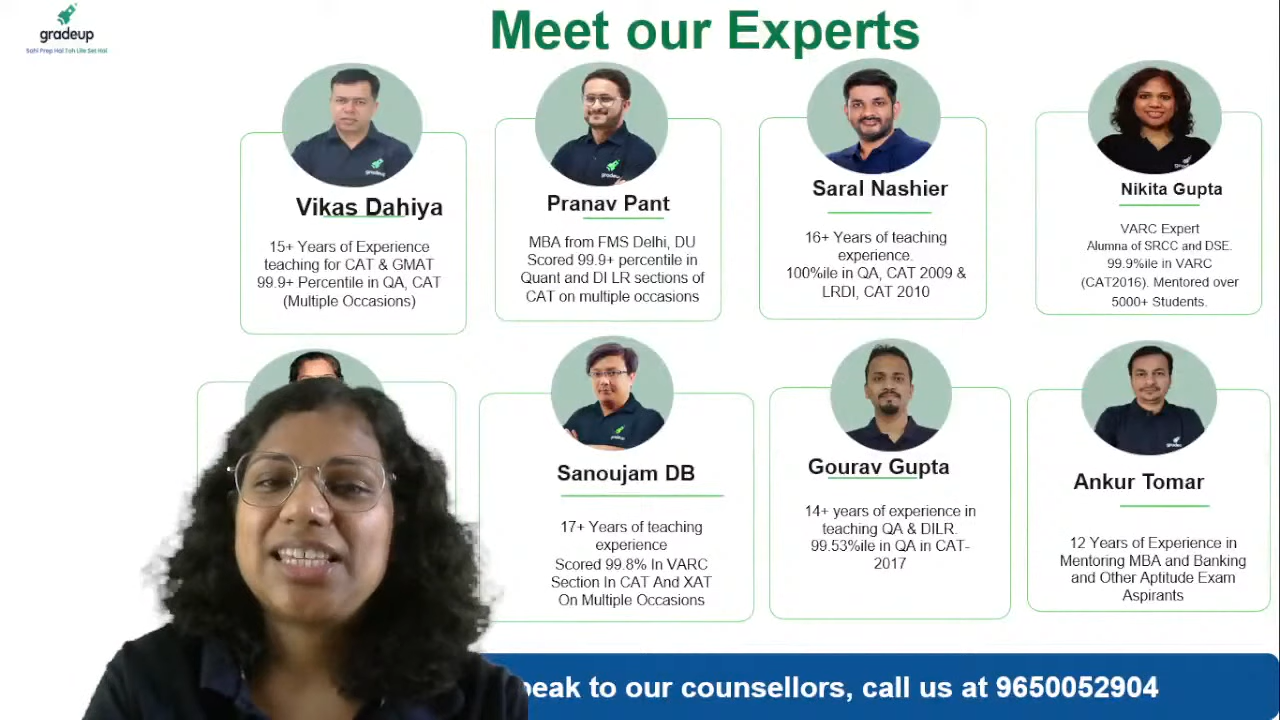 gradeup
Sahi Prep Hai Toh Life Set Hai
Meet our Experts
Vikas Dahiya
15+ Years of Experience
teaching for CAT & GMAT
99.9+ Percentile in QA, CAT
(Multiple Occasions)
Pranav Pant
MBA from FMS Delhi, DU
Scored 99.9+ percentile in
Quant and DI LR sections of
CAT on multiple occasions
Saral Nashier
16+ Years of teaching
experience.
100%ile in QA, CAT 2009 &
LRDI, CAT 2010
Nikita Gupta
VARC Expert
Alumna of SRCC and DSE.
99.9%ile in VARC
(CAT2016). Mentored over
5000+ Students.
Sanoujam DB
17+ Years of teaching
experience
Scored 99.8% In VARC
Section In CAT And XAT
On Multiple Occasions
Gourav Gupta
14+ years of experience in
teaching QA & DILR.
99.53%ile in QA in CAT-
2017
Ankur Tomar
12 Years of Experience in
Mentoring MBA and Banking
and Other Aptitude Exam
Aspirants
to our counsellors, call us at 9650052904